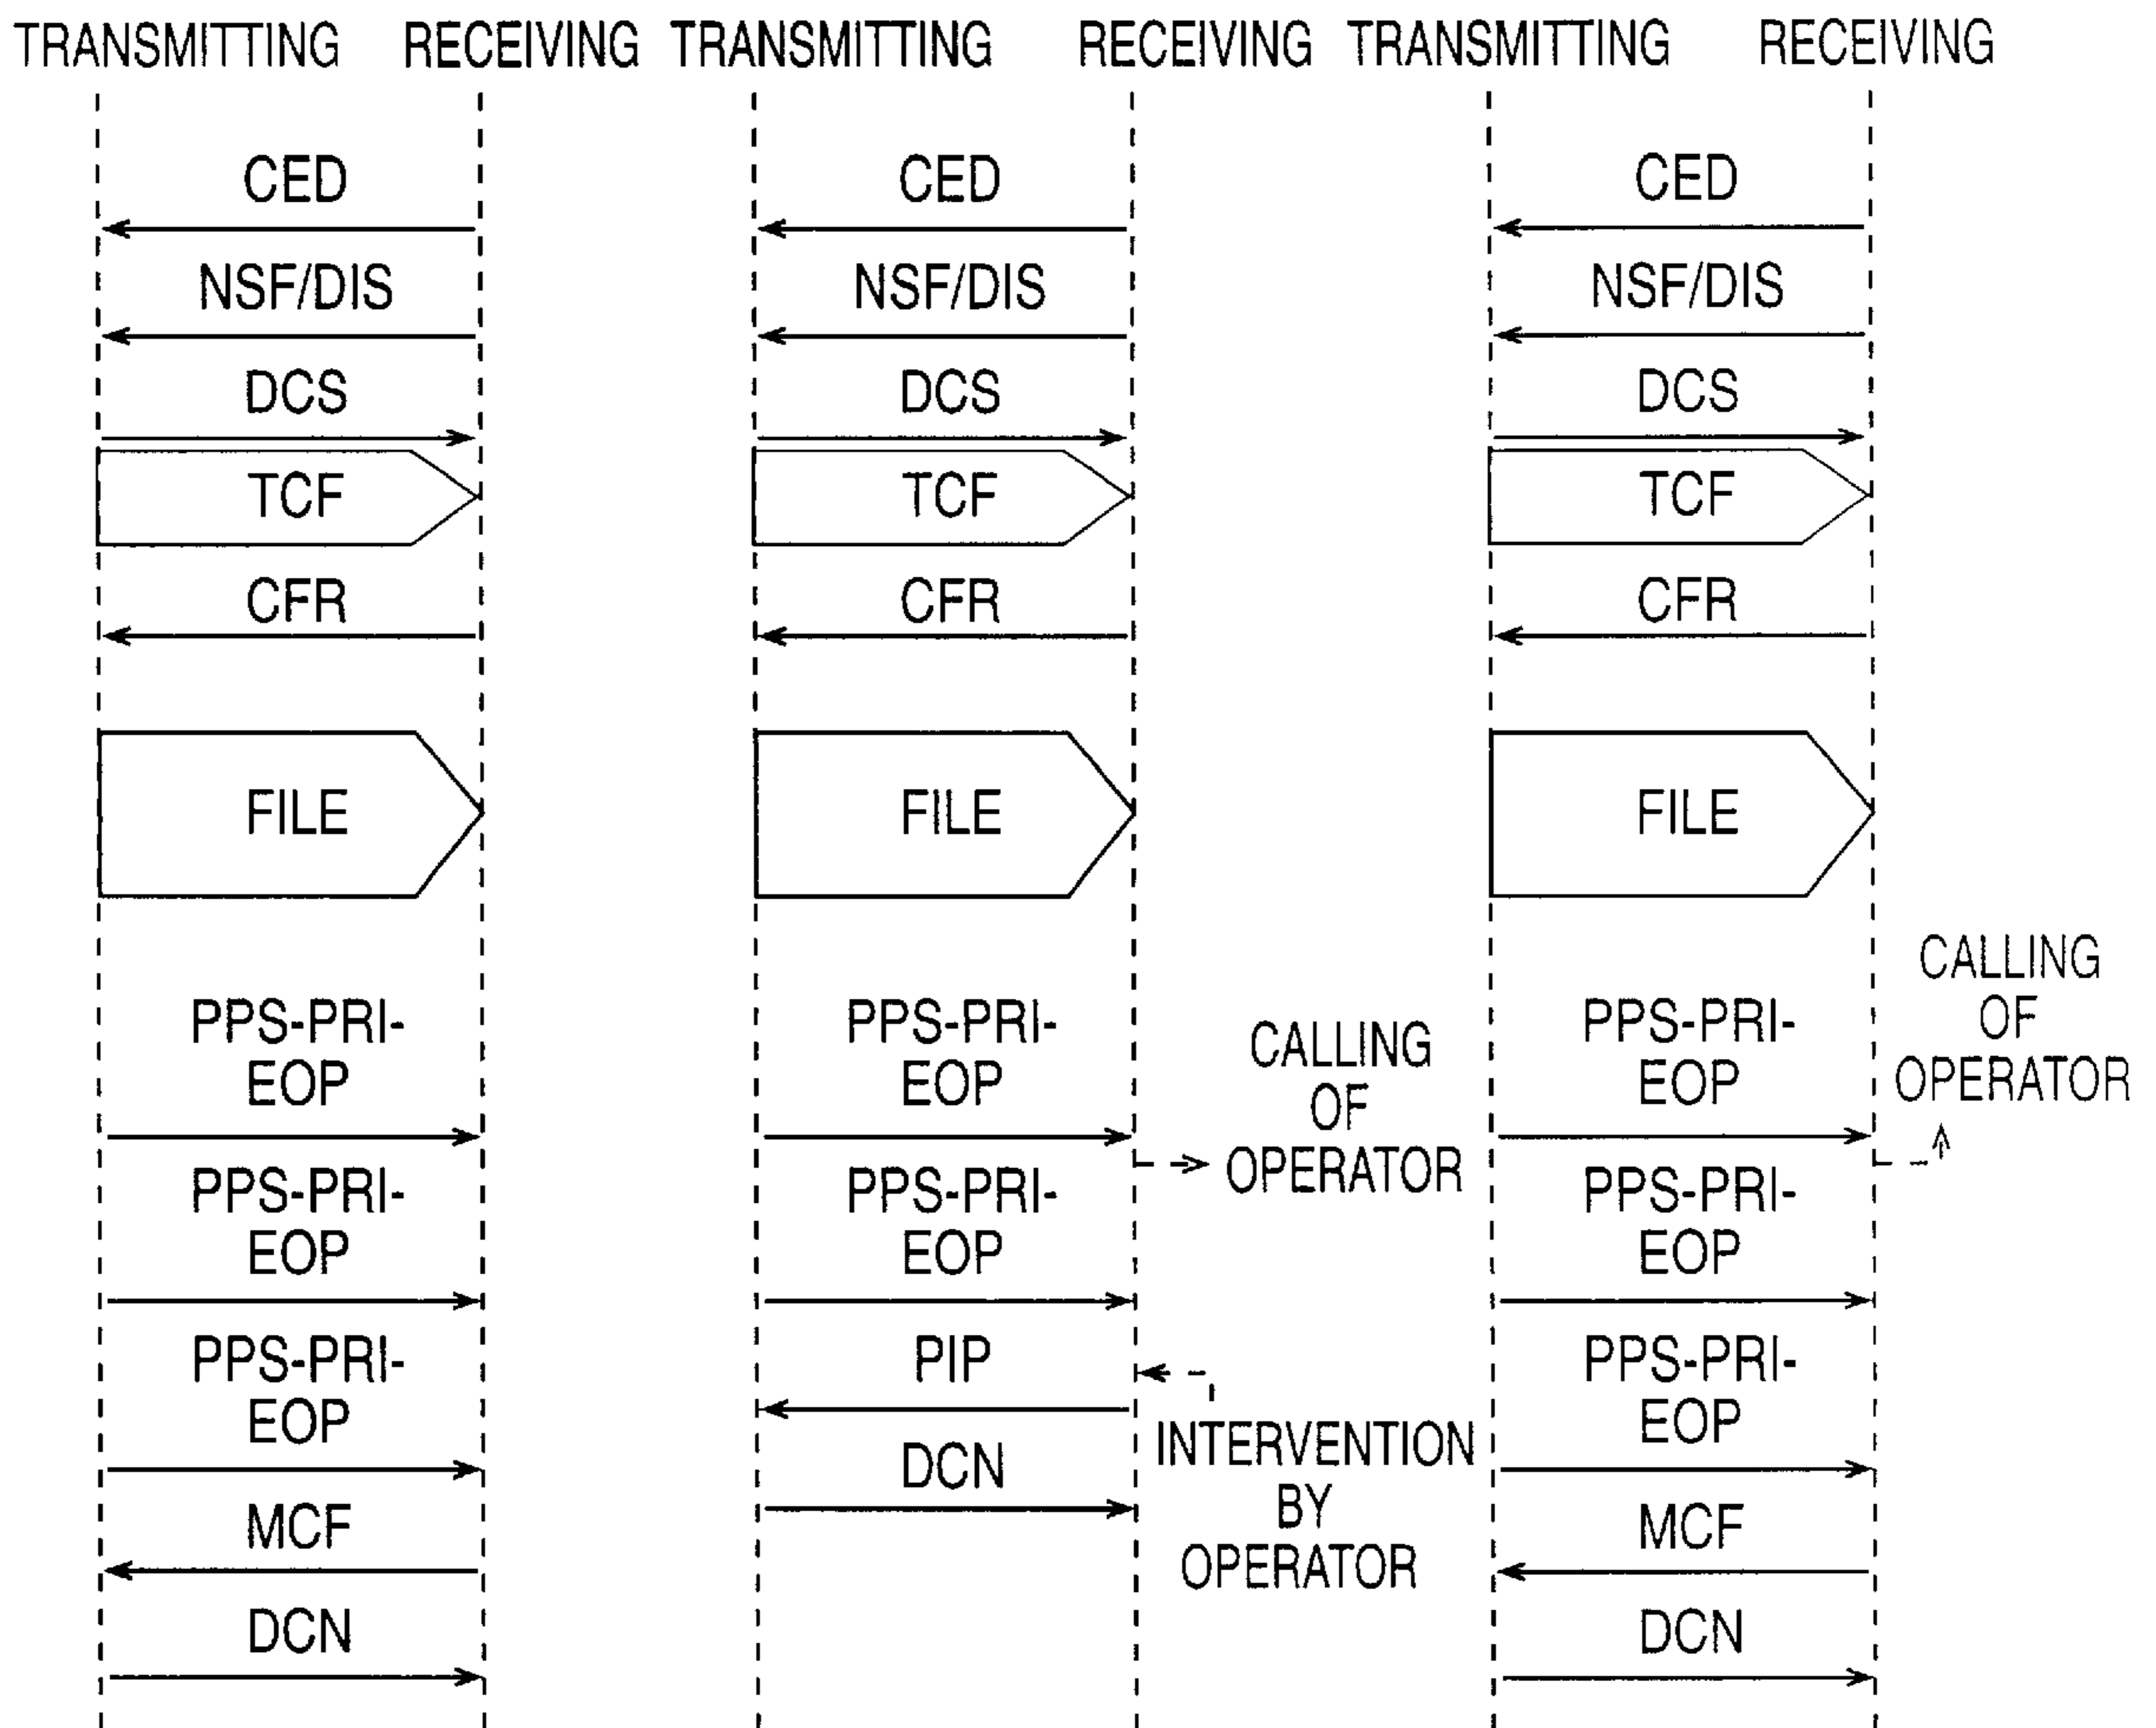 TRANSMITTING RECEIVING
CED
NSF/DIS
DCS
TCF
CFR
FILE
PPS-PRI-
EOP
PPS-PRI-
EOP
PPS-PRI-
EOP
MCF
DCN
TRANSMITTING RECEIVING
CED
NSF/DIS
DCS
TCF
CFR
FILE
PPS-PRI-
EOP
CALLING
OF
OPERATOR
PPS-PRI-
EOP
PIP
INTERVENTION
BY
OPERATOR
DCN
TRANSMITTING RECEIVING
CED
NSF/DIS
DCS
TCF
CFR
FILE
PPS-PRI-
EOP
CALLING
OF
OPERATOR
PPS-PRI-
EOP
PPS-PRI-
EOP
MCF
DCN